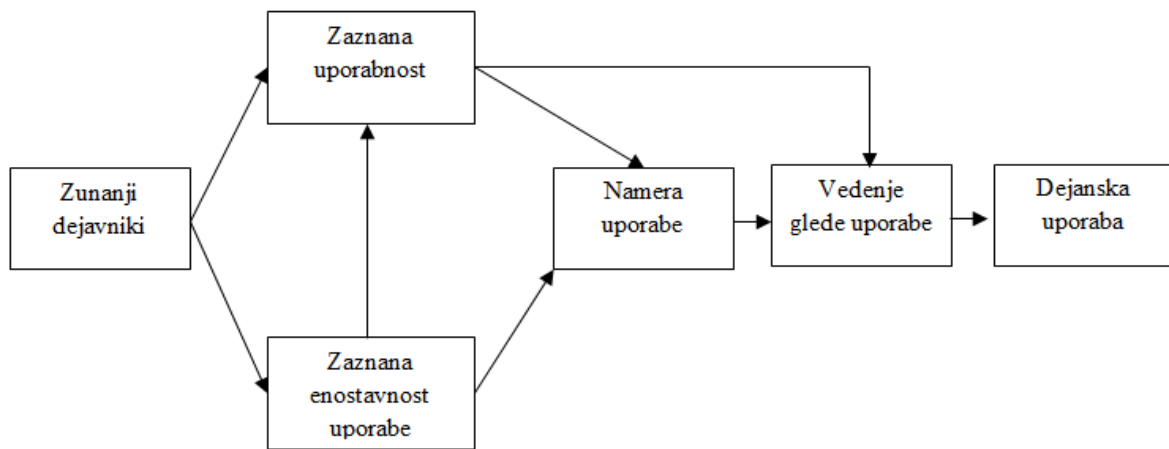 Zaznana
uporabnost
Zunanji
dejavniki
Namera
uporabe
Vedenje
glede uporabe
Dejanska
uporaba
Zaznana
enostavnost
uporabe